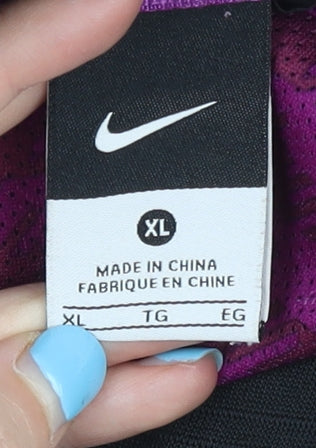 XL
MADE IN CHINA
FABRIQUE EN CHINE
XL TG EG